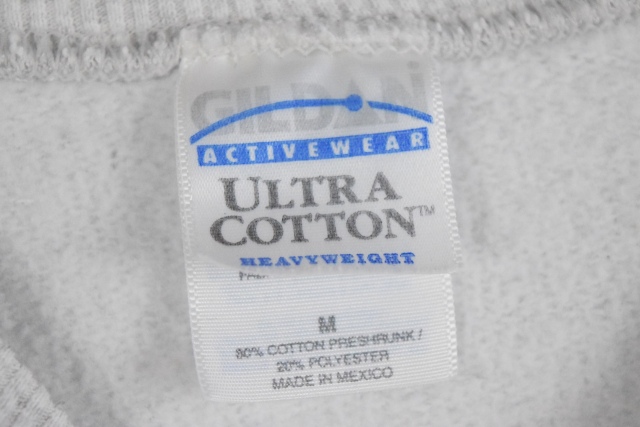 GILDAN
ACTIVEWEAR
ULTRA
COTTON™
HEAVYWEIGHT
M
80% COTTON PRESHRUNK /
20% POLYESTER
MADE IN MEXICO